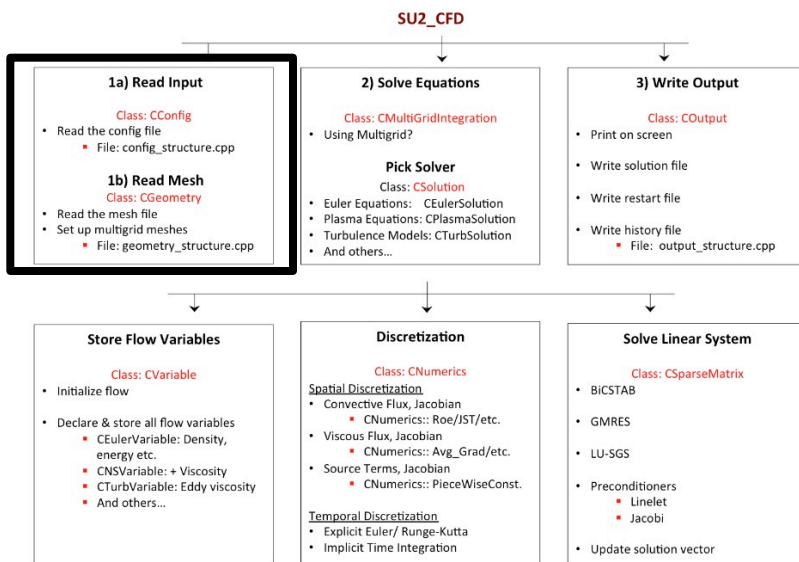 SU2_CFD
1a) Read Input
Class: CConfig
• Read the config file
▪ File: config_structure.cpp
1b) Read Mesh
Class: CGeometry
• Read the mesh file
• Set up multigrid meshes
▪ File: geometry_structure.cpp
2) Solve Equations
Class: CMultiGridIntegration
• Using Multigrid?
Pick Solver
Class: CSolution
• Euler Equations: CEulerSolution
• Plasma Equations: CPlasmaSolution
• Turbulence Models: CTurbSolution
• And others...
3) Write Output
Class: COutput
• Print on screen
• Write solution file
• Write restart file
• Write history file
▪ File: output_structure.cpp
Store Flow Variables
Class: CVariable
• Initialize flow
• Declare & store all flow variables
▪ CEulerVariable: Density,
energy etc.
▪ CNSVariable: + Viscosity
▪ CTurbVariable: Eddy viscosity
▪ And others...
Discretization
Class: CNumerics
Spatial Discretization
• Convective Flux, Jacobian
▪ CNumerics:: Roe/JST/etc.
• Viscous Flux, Jacobian
▪ CNumerics:: Avg_Grad/etc.
• Source Terms, Jacobian
▪ CNumerics:: PieceWiseConst.
Temporal Discretization
• Explicit Euler/ Runge-Kutta
• Implicit Time Integration
Solve Linear System
Class: CSparseMatrix
• BiCSTAB
• GMRES
• LU-SGS
• Preconditioners
▪ Linelet
▪ Jacobi
• Update solution vector